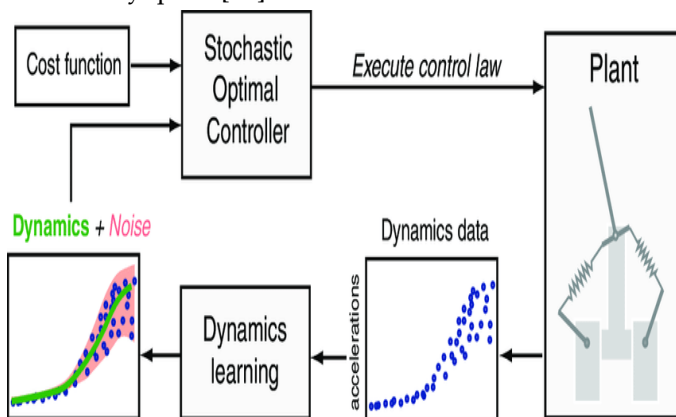 Cost function
Stochastic
Optimal
Controller
Execute control law
Plant
Dynamics + Noise
Dynamics
learning
Dynamics data
accelerations